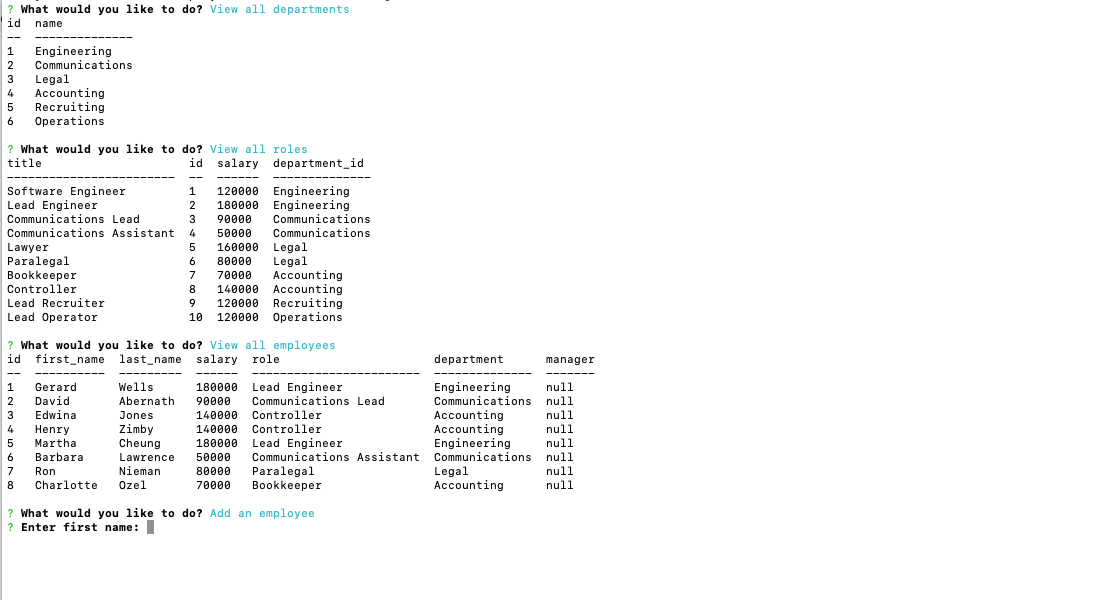 ? What would you like to do? View all departments
id  name
--  --------------
1   Engineering
2   Communications
3   Legal
4   Accounting
5   Recruiting
6   Operations
? What would you like to do? View all roles
title                     id  salary  department_id
------------------------  --  ------  --------------
Software Engineer         1   120000  Engineering
Lead Engineer             2   180000  Engineering
Communications Lead       3   90000   Communications
Communications Assistant  4   50000   Communications
Lawyer                    5   160000  Legal
Paralegal                 6   80000   Legal
Bookkeeper                7   70000   Accounting
Controller                8   140000  Accounting
Lead Recruiter            9   120000  Recruiting
Lead Operator             10  120000  Operations
? What would you like to do? View all employees
id  first_name  last_name  salary  role                      department      manager
--  ----------  ---------  ------  ------------------------  --------------  -------
1   Gerard      Wells      180000  Lead Engineer             Engineering     null
2   David       Abernath   90000   Communications Lead       Communications  null
3   Edwina      Jones      140000  Controller                Accounting      null
4   Henry       Zimby      140000  Controller                Accounting      null
5   Martha      Cheung     180000  Lead Engineer             Engineering     null
6   Barbara     Lawrence   50000   Communications Assistant  Communications  null
7   Ron         Nieman     80000   Paralegal                 Legal           null
8   Charlotte   Ozel       70000   Bookkeeper                Accounting      null
? What would you like to do? Add an employee
? Enter first name: